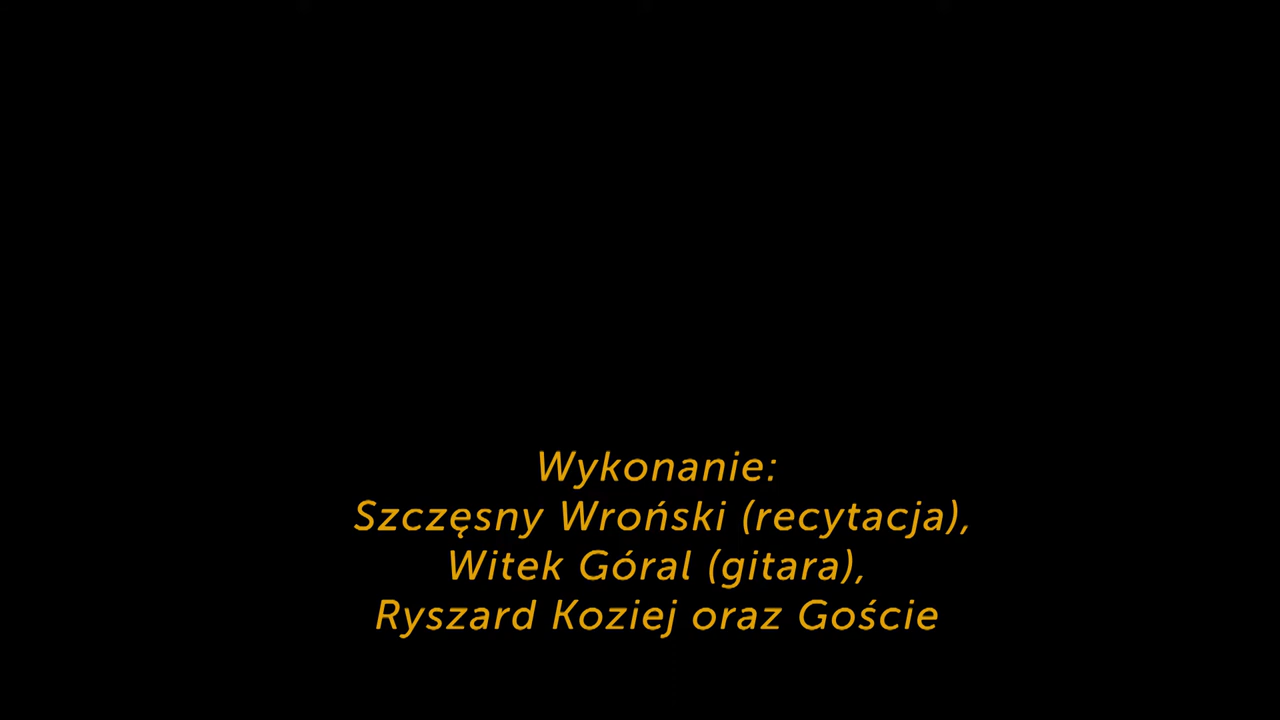 Wykonanie:
Szczęsny Wroński (recytacja),
Witek Góral (gitara),
Ryszard Koziej oraz Goście